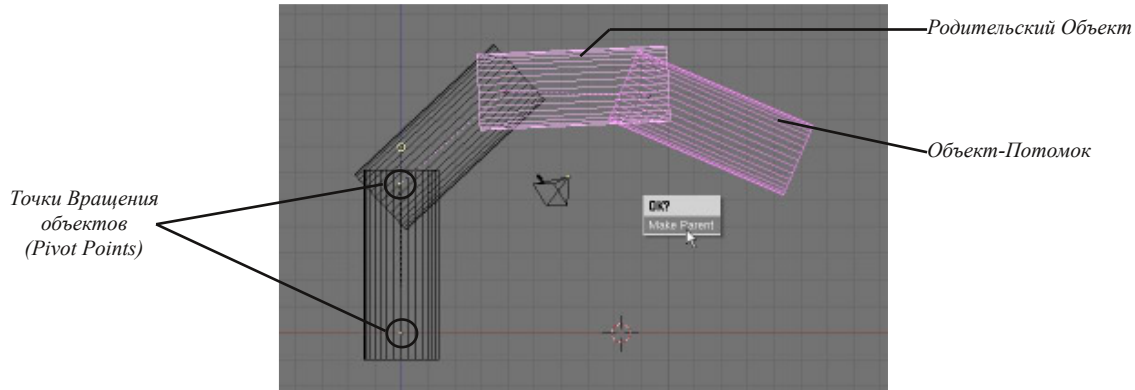 Родительский Объект
Объект-Потомок
Точки Вращения
объектов
(Pivot Points)
OK?
Make Parent